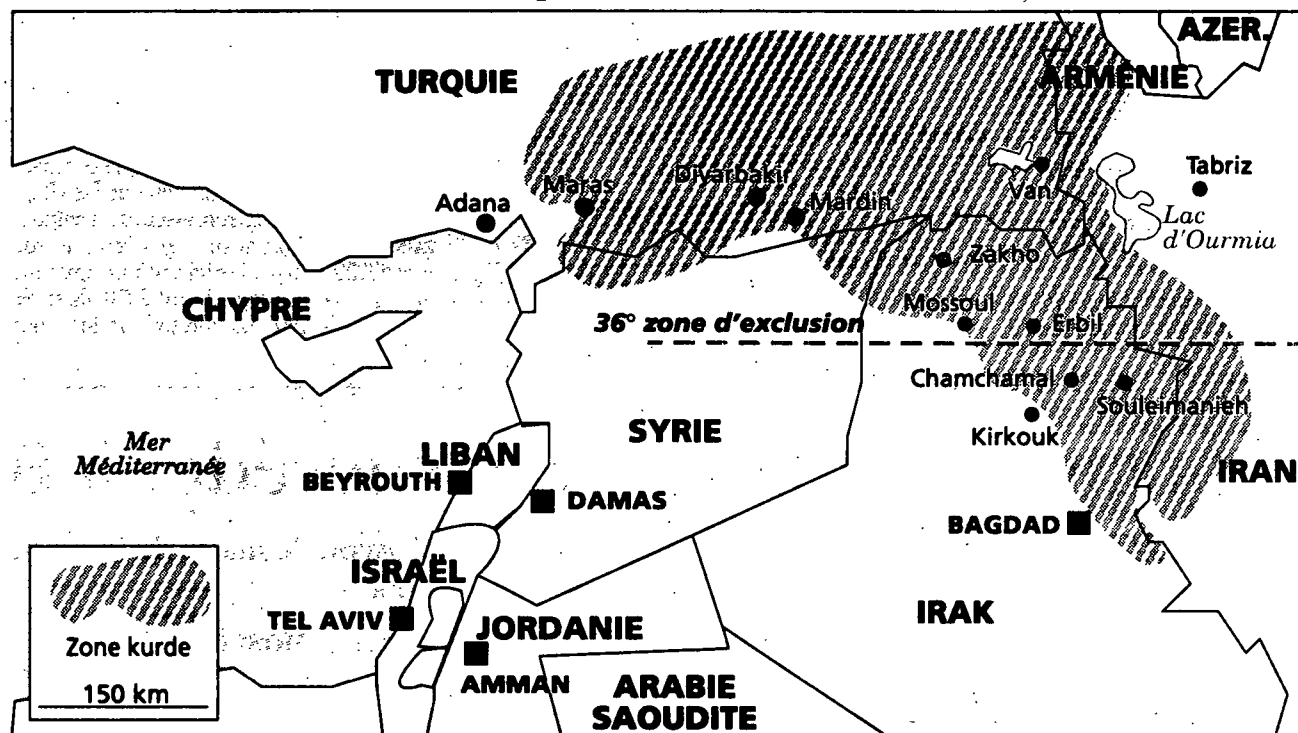 AZER.
TURQUIE
ARMÉNIE
Tabriz
Diyarbakir
Maras
Van
Mardin
Adana
Lac
d'Ourmia
Zakho
CHYPRE
Mossoul
36° zone d'exclusion
Erbil
Chamchamal
Souleimanieh
Kirkouk
SYRIE
Mer
Méditerranée
LIBAN
IRAN
BEYROUTH
DAMAS
BAGDAD
ISRAËL
IRAK
TEL AVIV
JORDANIE
Zone kurde
AMMAN
ARABIE
SAOUDITE
150 km